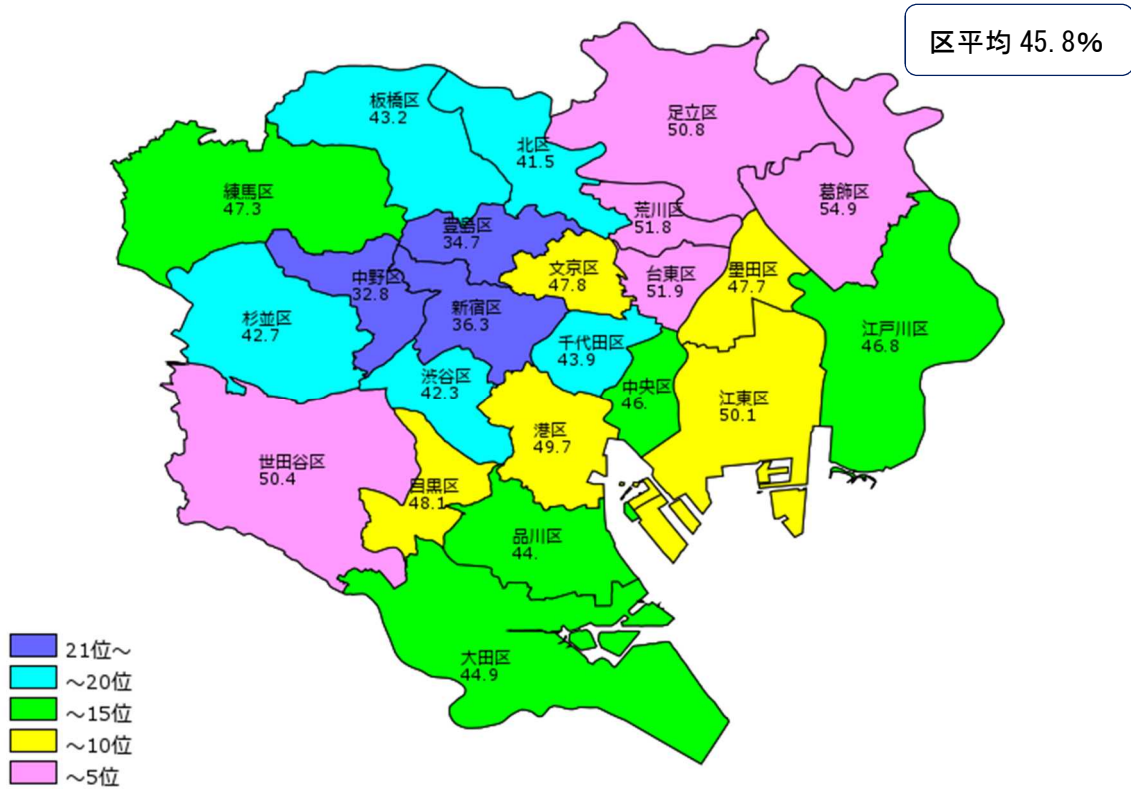 区平均 45.8%
板橋区
43.2
足立区
50.8
北区
41.5
練馬区
47.3
葛飾区
54.9
荒川区
51.8
豊島区
34.7
文京区
47.8
台東区
51.9
墨田区
47.7
中野区
32.8
新宿区
36.3
杉並区
42.7
千代田区
43.9
江戸川区
46.8
渋谷区
42.3
中央区
46.
江東区
50.1
港区
49.7
世田谷区
50.4
目黒区
48.1
品川区
44.
大田区
44.9
21位～
～20位
～15位
～10位
～5位